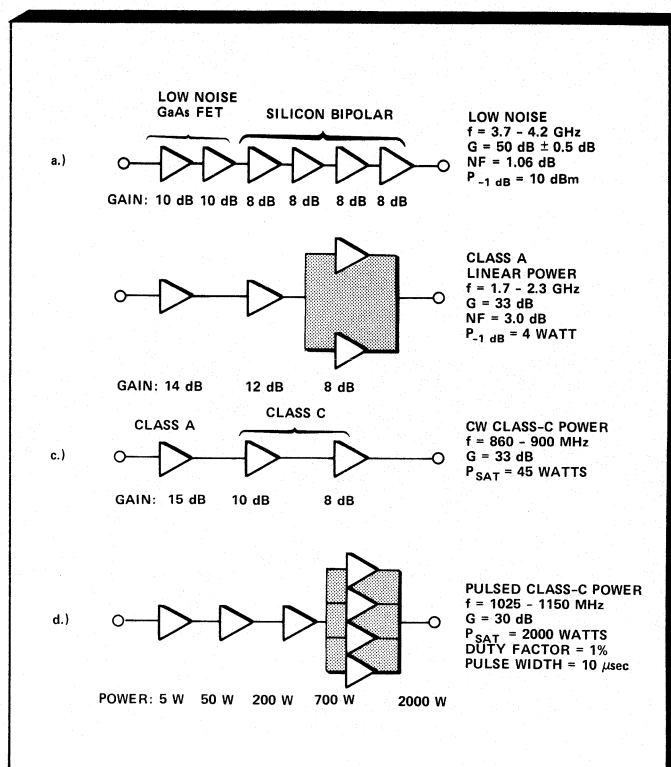 LOW NOISE
GaAs FET
SILICON BIPOLAR
a.)
GAIN: 10 dB 10 dB 8 dB 8 dB 8 dB 8 dB
LOW NOISE
f = 3.7 - 4.2 GHz
G = 50 dB ± 0.5 dB
NF = 1.06 dB
P-1 dB = 10 dBm
GAIN: 14 dB 12 dB 8 dB
CLASS A
LINEAR POWER
f = 1.7 - 2.3 GHz
G = 33 dB
NF = 3.0 dB
P-1 dB = 4 WATT
CLASS A
CLASS C
c.)
GAIN: 15 dB 10 dB 8 dB
CW CLASS-C POWER
f = 860 - 900 MHz
G = 33 dB
PSAT = 45 WATTS
d.)
POWER: 5 W 50 W 200 W 700 W 2000 W
PULSED CLASS-C POWER
f = 1025 - 1150 MHz
G = 30 dB
PSAT = 2000 WATTS
DUTY FACTOR = 1%
PULSE WIDTH = 10 μsec